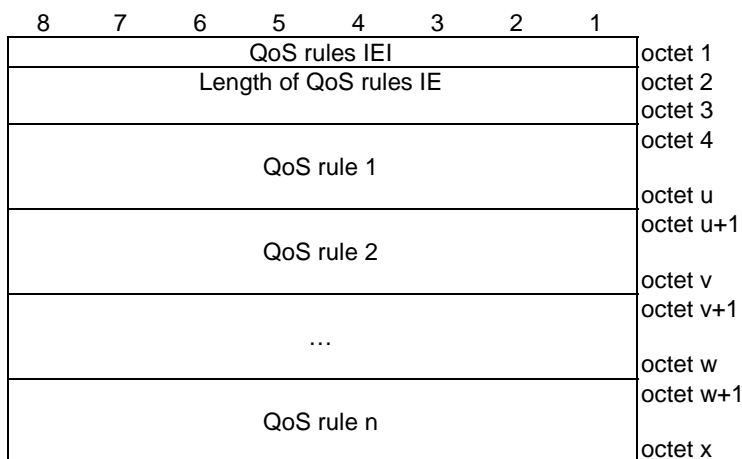 8 7 6 5 4 3 2 1
QoS rules IEI octet 1
Length of QoS rules IE octet 2
octet 3
octet 4
QoS rule 1
octet u
octet u+1
QoS rule 2
octet v
octet v+1
…
octet w
octet w+1
QoS rule n
octet x